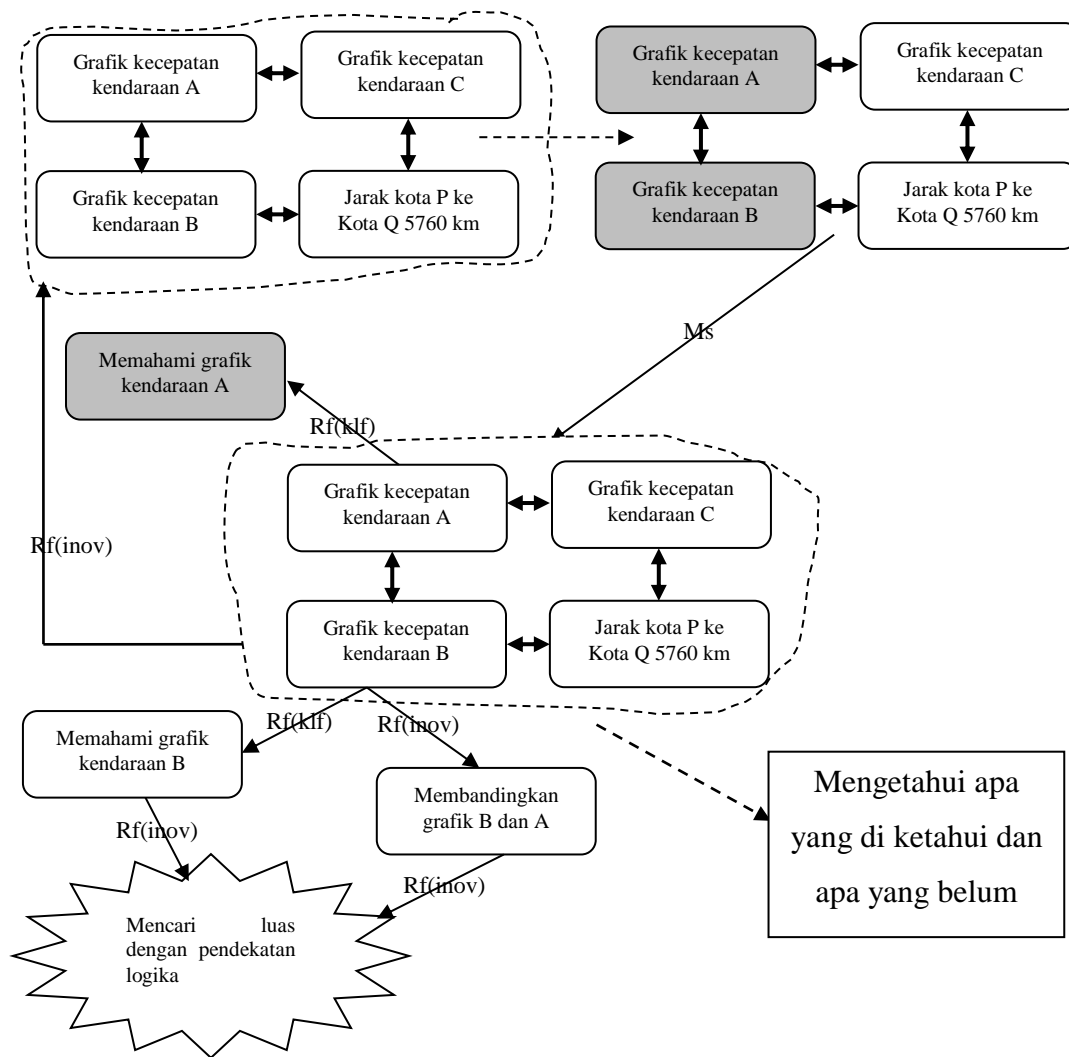 Grafik kecepatan
kendaraan A
Grafik kecepatan
kendaraan C
Grafik kecepatan
kendaraan B
Jarak kota P ke
Kota Q 5760 km
Grafik kecepatan
kendaraan A
Grafik kecepatan
kendaraan C
Grafik kecepatan
kendaraan B
Jarak kota P ke
Kota Q 5760 km
Ms
Memahami grafik
kendaraan A
Rf(klf)
Grafik kecepatan
kendaraan A
Grafik kecepatan
kendaraan C
Rf(inov)
Grafik kecepatan
kendaraan B
Jarak kota P ke
Kota Q 5760 km
Rf(klf)
Rf(inov)
Memahami grafik
kendaraan B
Membandingkan
grafik B dan A
Mengetahui apa
yang di ketahui dan
apa yang belum
Rf(inov)
Rf(inov)
Mencari luas
dengan pendekatan
logika